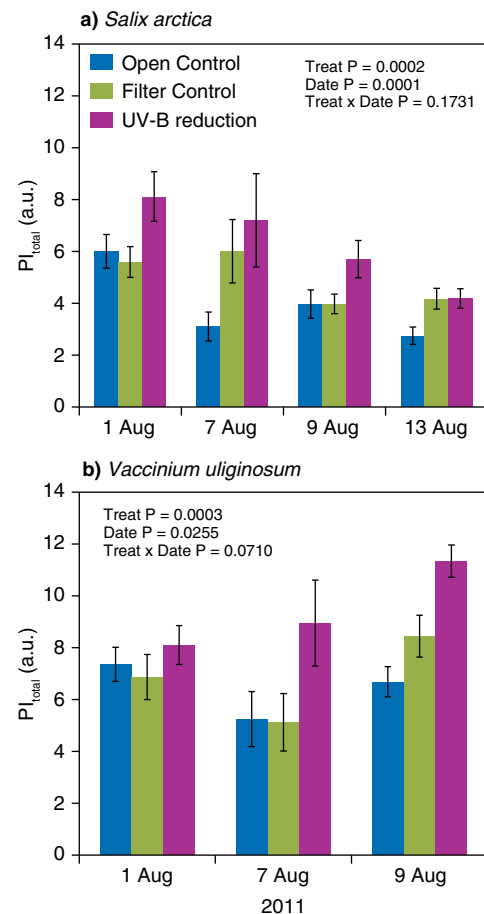 a) Salix arctica
14
12
10
8
6
4
2
0
PI_total (a.u.)
Open Control
Filter Control
UV-B reduction
Treat P = 0.0002
Date P = 0.0001
Treat x Date P = 0.1731
1 Aug 7 Aug 9 Aug 13 Aug
b) Vaccinium uliginosum
14
12
10
8
6
4
2
0
PI_total (a.u.)
Treat P = 0.0003
Date P = 0.0255
Treat x Date P = 0.0710
1 Aug 7 Aug 9 Aug
2011